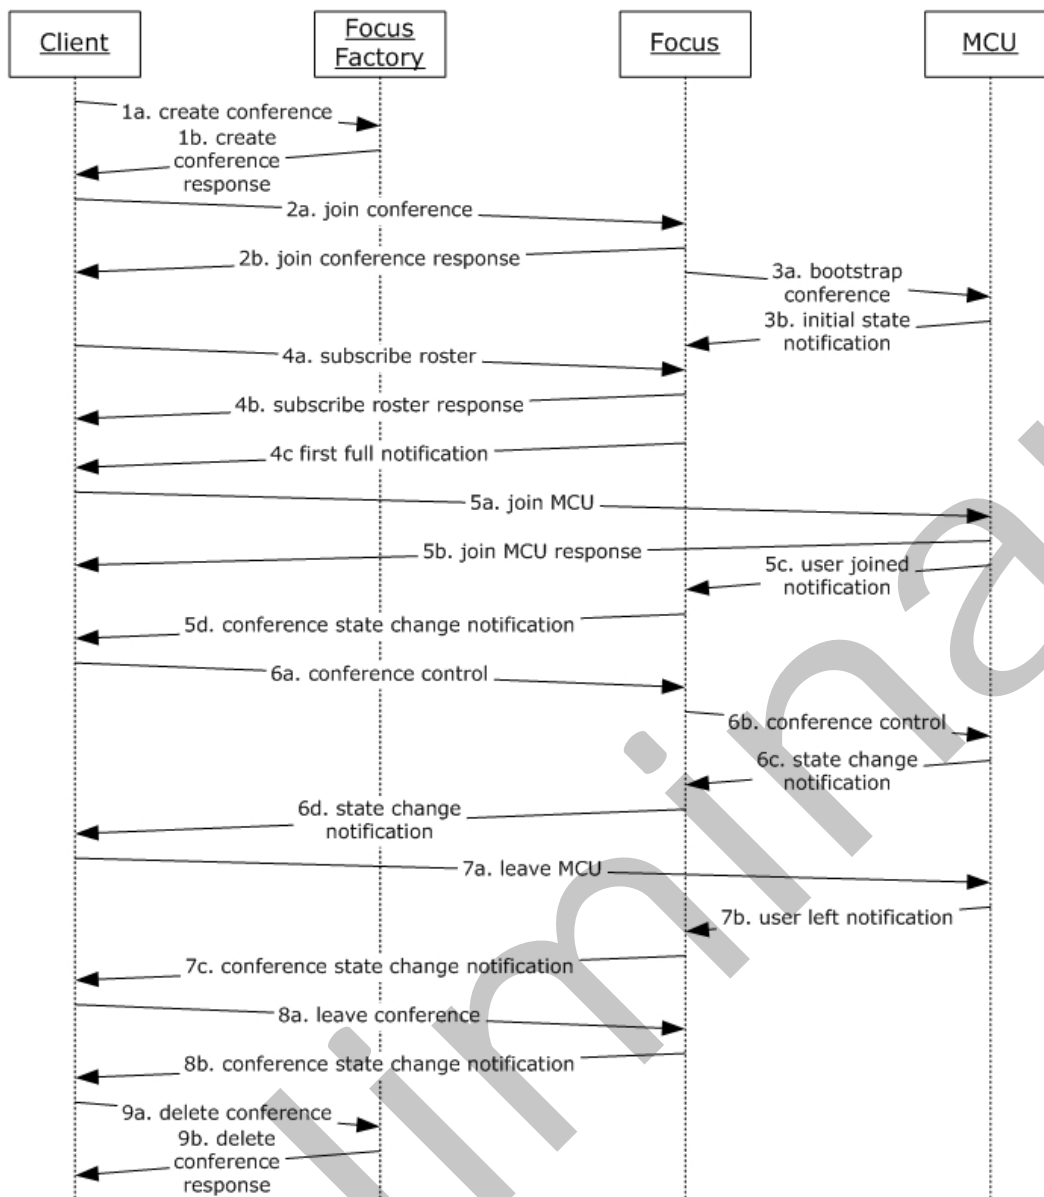 Client
Focus
Factory
Focus
MCU
1a. create conference
1b. create
conference
response
2a. join conference
2b. join conference response
3a. bootstrap
conference
3b. initial state
notification
4a. subscribe roster
4b. subscribe roster response
4c first full notification
5a. join MCU
5b. join MCU response
5c. user joined
notification
5d. conference state change notification
6a. conference control
6b. conference control
6c. state change
notification
6d. state change
notification
7a. leave MCU
7b. user left notification
7c. conference state change notification
8a. leave conference
8b. conference state change notification
9a. delete conference
9b. delete
conference
response